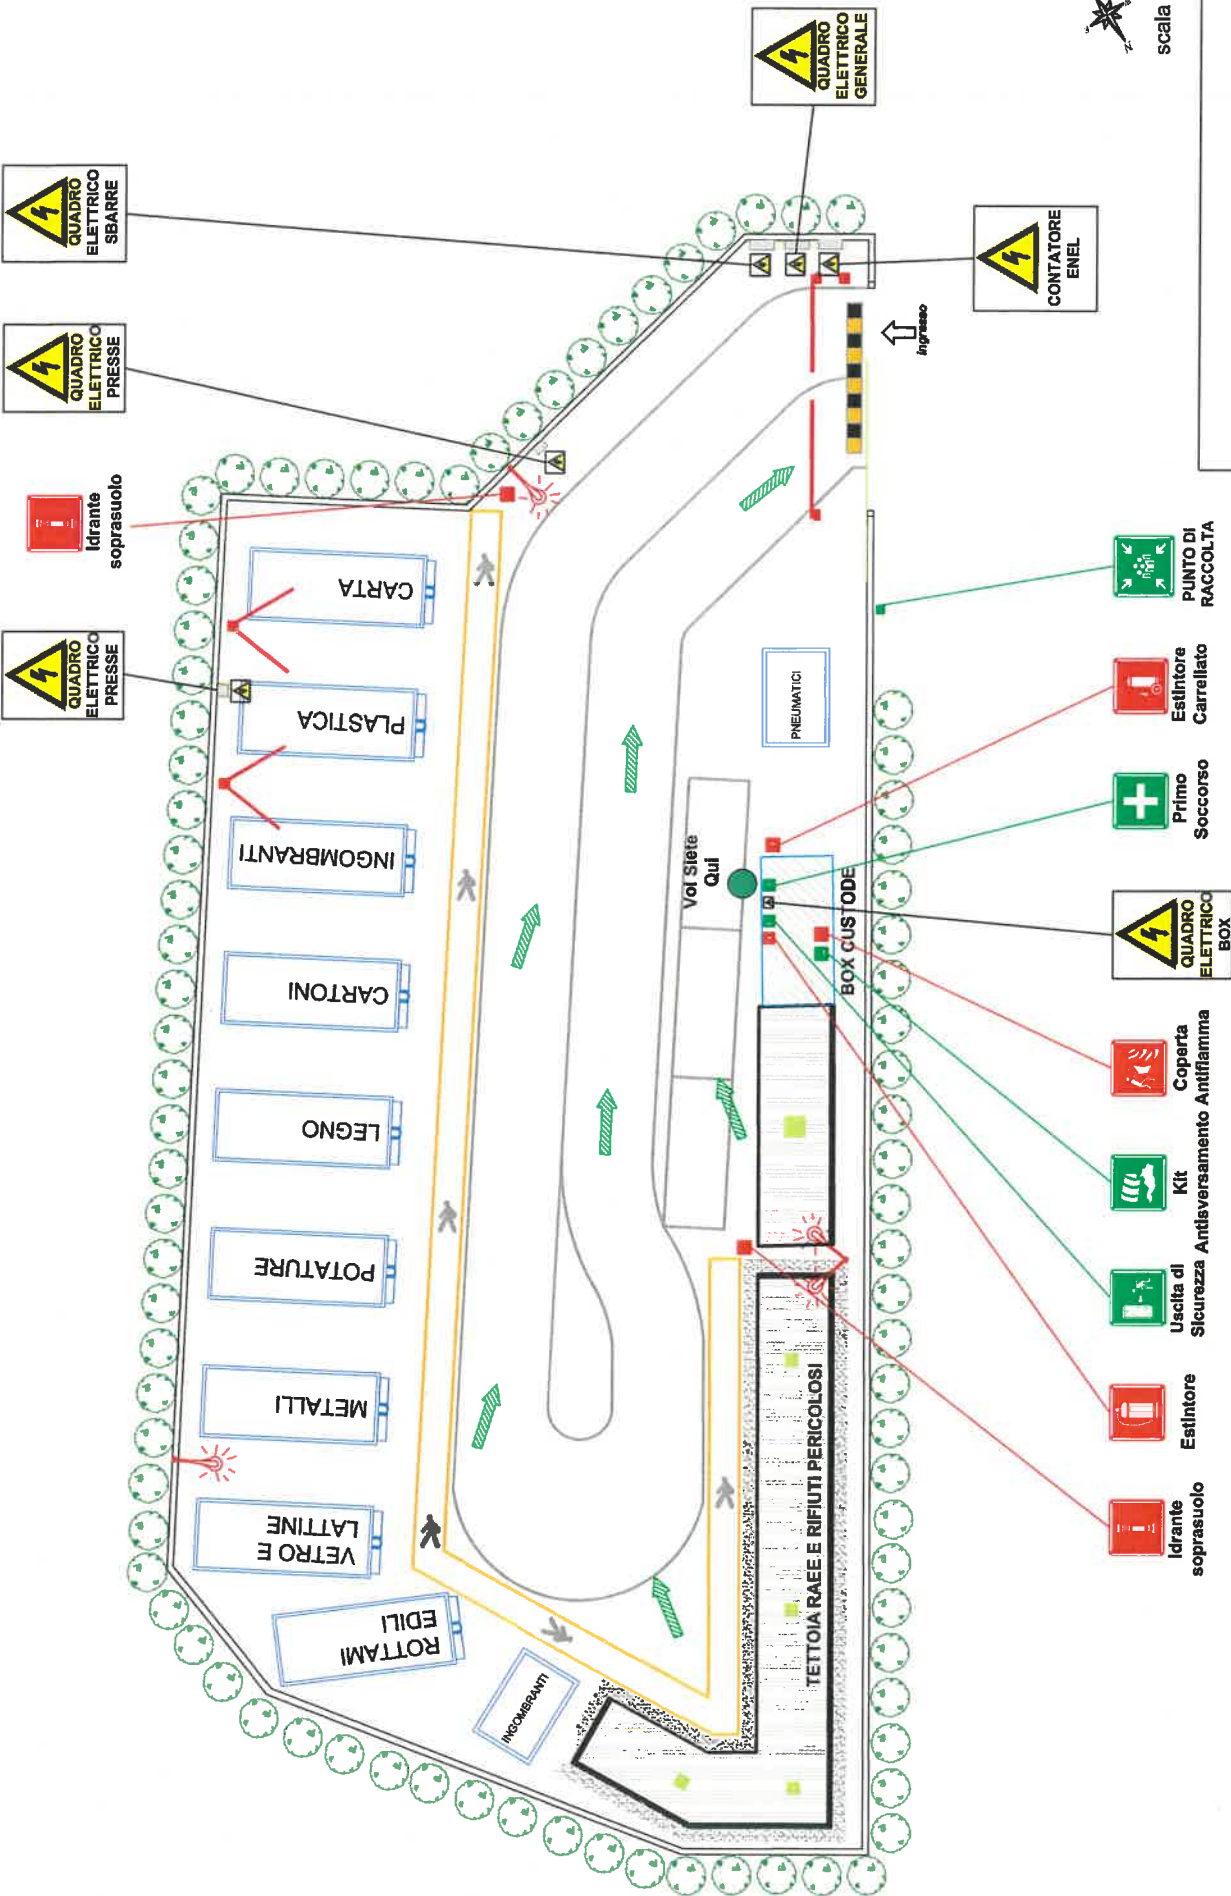 Idrante
soprasuolo
QUADRO
ELETTRICO
PRESSE
QUADRO
ELETTRICO
PRESSE
QUADRO
ELETTRICO
SBARRE
QUADRO
ELETTRICO
GENERALE
CONTATORE
ENEL
ingresso
scala
N
ROTTAMI
EDILI
VETRO E
LATTINE
METALLI
POTATURE
LEGNO
CARTONI
INGOMBRANTI
PLASTICA
CARTA
INGOMBRANTI
TETTOIA RAEE E RIFIUTI PERICOLOSI
Voi Siete
Qui
BOX CUSTODE
PNEUMATICI
Idrante
soprasuolo
Estintore
Uscita di
Sicurezza
Kit
Antisversamento
Coperta
Antifiamma
QUADRO
ELETTRICO
BOX
Primo
Soccorso
Estintore
Carrellato
PUNTO DI
RACCOLTA